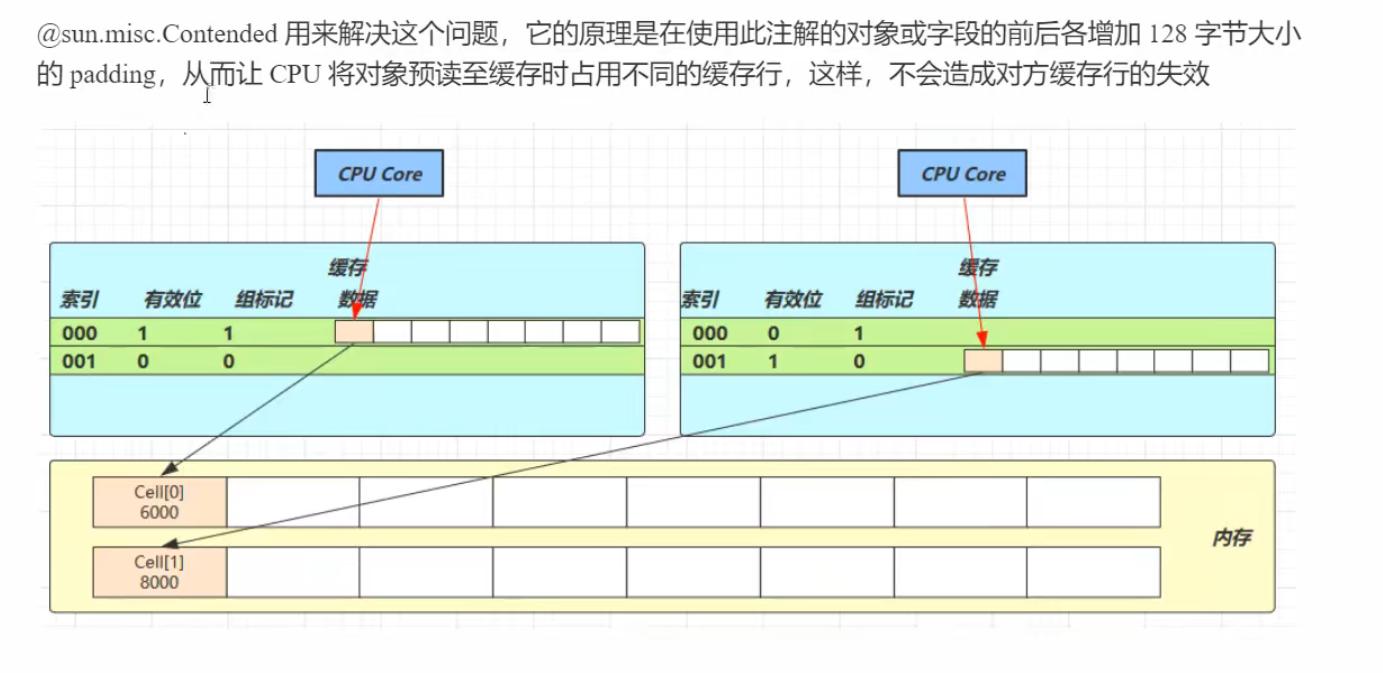 @sun.misc.Contended 用来解决这个问题，它的原理是在使用此注解的对象或字段的前后各增加 128 字节大小
的 padding，从而让 CPU 将对象预读至缓存时占用不同的缓存行，这样，不会造成对方缓存行的失效
CPU Core CPU Core
缓存 缓存
索引 有效位 组标记 数据 索引 有效位 组标记 数据
000 1 1 000 0 1
001 0 0 001 1 0
Cell[0]
6000
内存
Cell[1]
8000